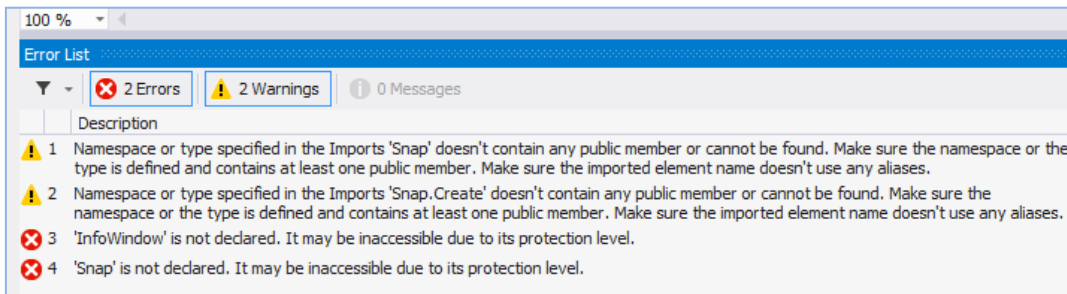 100 %
Error List
2 Errors 2 Warnings 0 Messages
Description
1 Namespace or type specified in the Imports 'Snap' doesn't contain any public member or cannot be found. Make sure the namespace or the
type is defined and contains at least one public member. Make sure the imported element name doesn't use any aliases.
2 Namespace or type specified in the Imports 'Snap.Create' doesn't contain any public member or cannot be found. Make sure the
namespace or the type is defined and contains at least one public member. Make sure the imported element name doesn't use any aliases.
3 'InfoWindow' is not declared. It may be inaccessible due to its protection level.
4 'Snap' is not declared. It may be inaccessible due to its protection level.